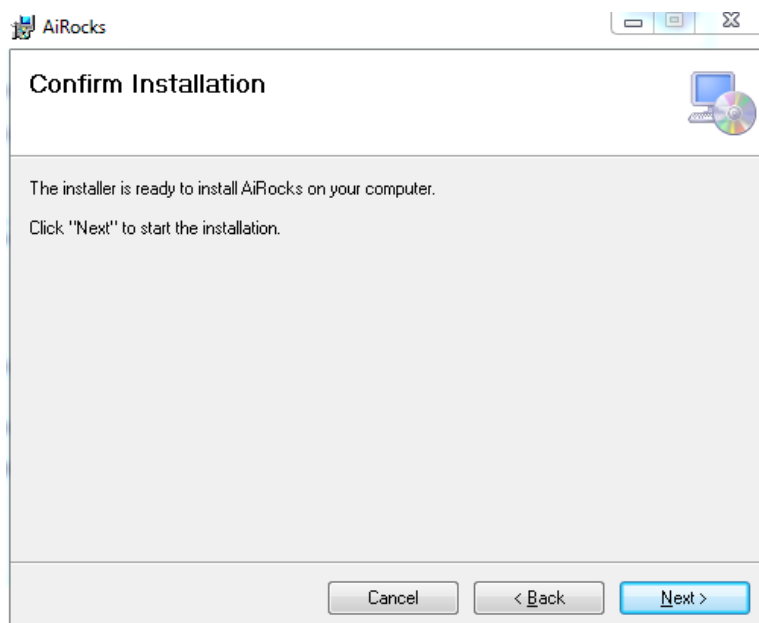 AiRocks
Confirm Installation
The installer is ready to install AiRocks on your computer.
Click "Next" to start the installation.
Cancel
< Back
Next >